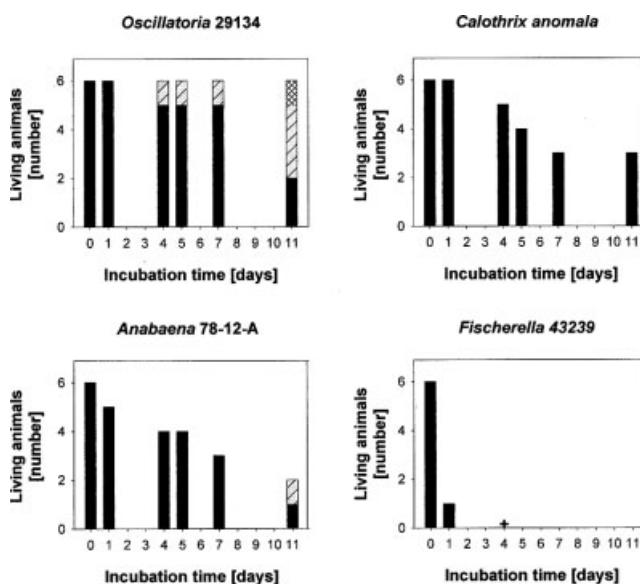 Oscillatoria 29134
Living animals
[number]
6
4
2
0
0 1 2 3 4 5 6 7 8 9 10 11
Incubation time [days]
Calothrix anomala
Living animals
[number]
6
4
2
0
0 1 2 3 4 5 6 7 8 9 10 11
Incubation time [days]
Anabaena 78-12-A
Living animals
[number]
6
4
2
0
0 1 2 3 4 5 6 7 8 9 10 11
Incubation time [days]
Fischerella 43239
Living animals
[number]
6
4
2
0
+
0 1 2 3 4 5 6 7 8 9 10 11
Incubation time [days]